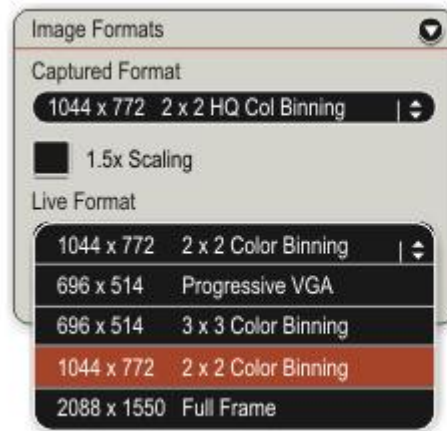 Image Formats
Captured Format
1044 x 772 2 x 2 HQ Col Binning
1.5x Scaling
Live Format
1044 x 772 2 x 2 Color Binning
696 x 514 Progressive VGA
696 x 514 3 x 3 Color Binning
1044 x 772 2 x 2 Color Binning
2088 x 1550 Full Frame